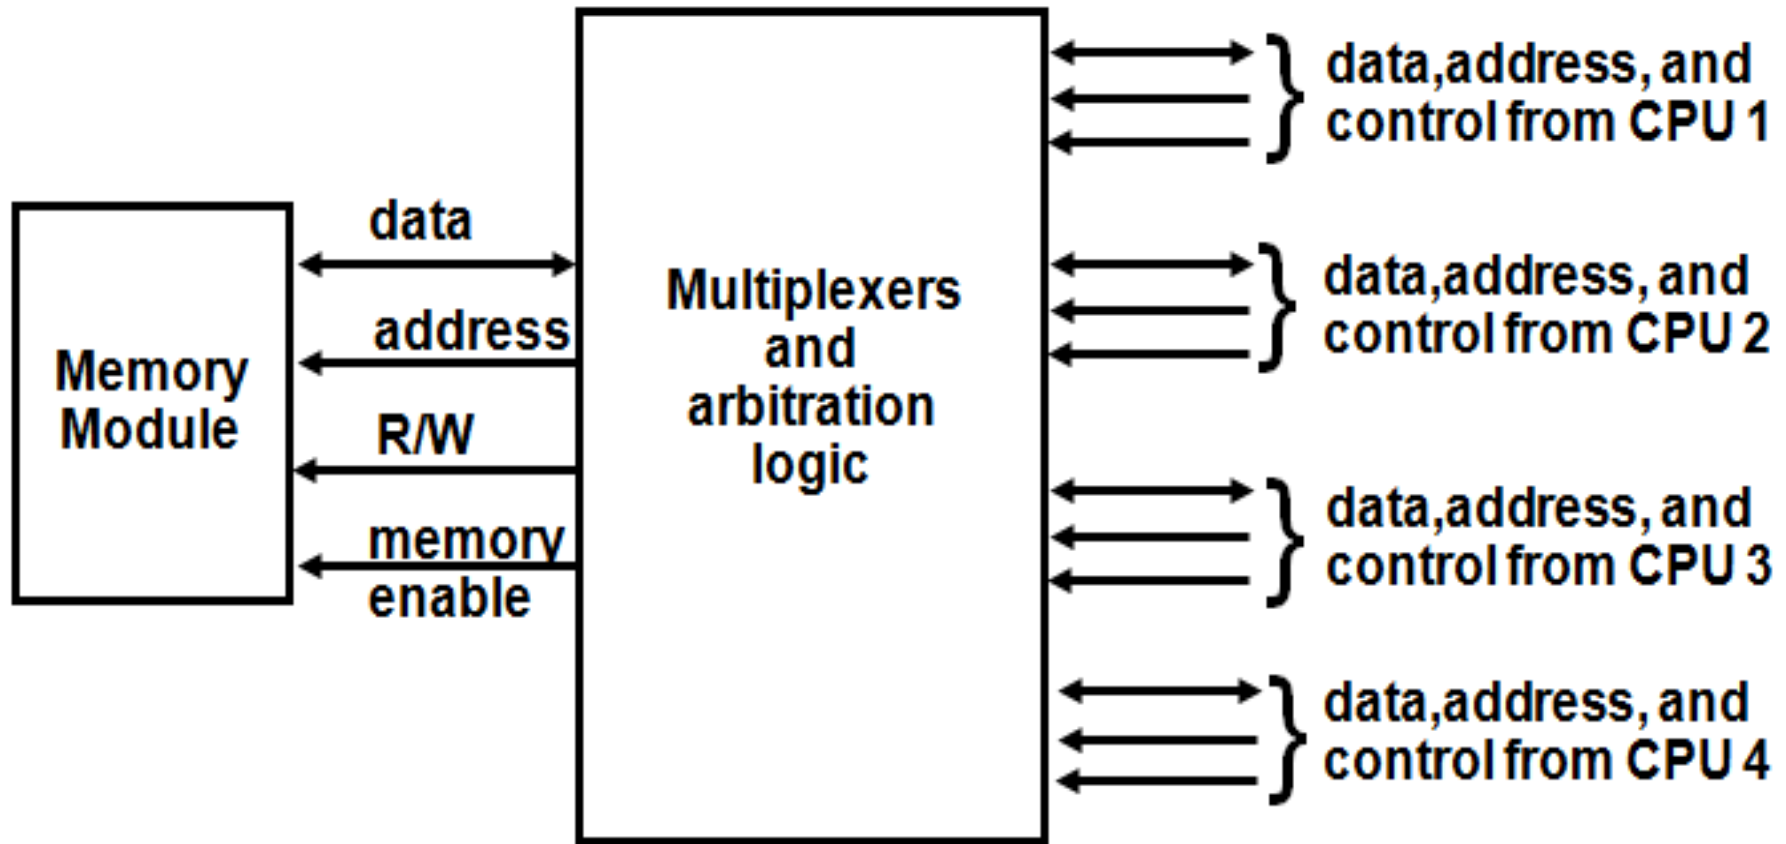 Memory
Module
data
address
R/W
memory
enable
Multiplexers
and
arbitration
logic
data,address, and
control from CPU 1
data,address, and
control from CPU 2
data,address, and
control from CPU 3
data,address, and
control from CPU 4